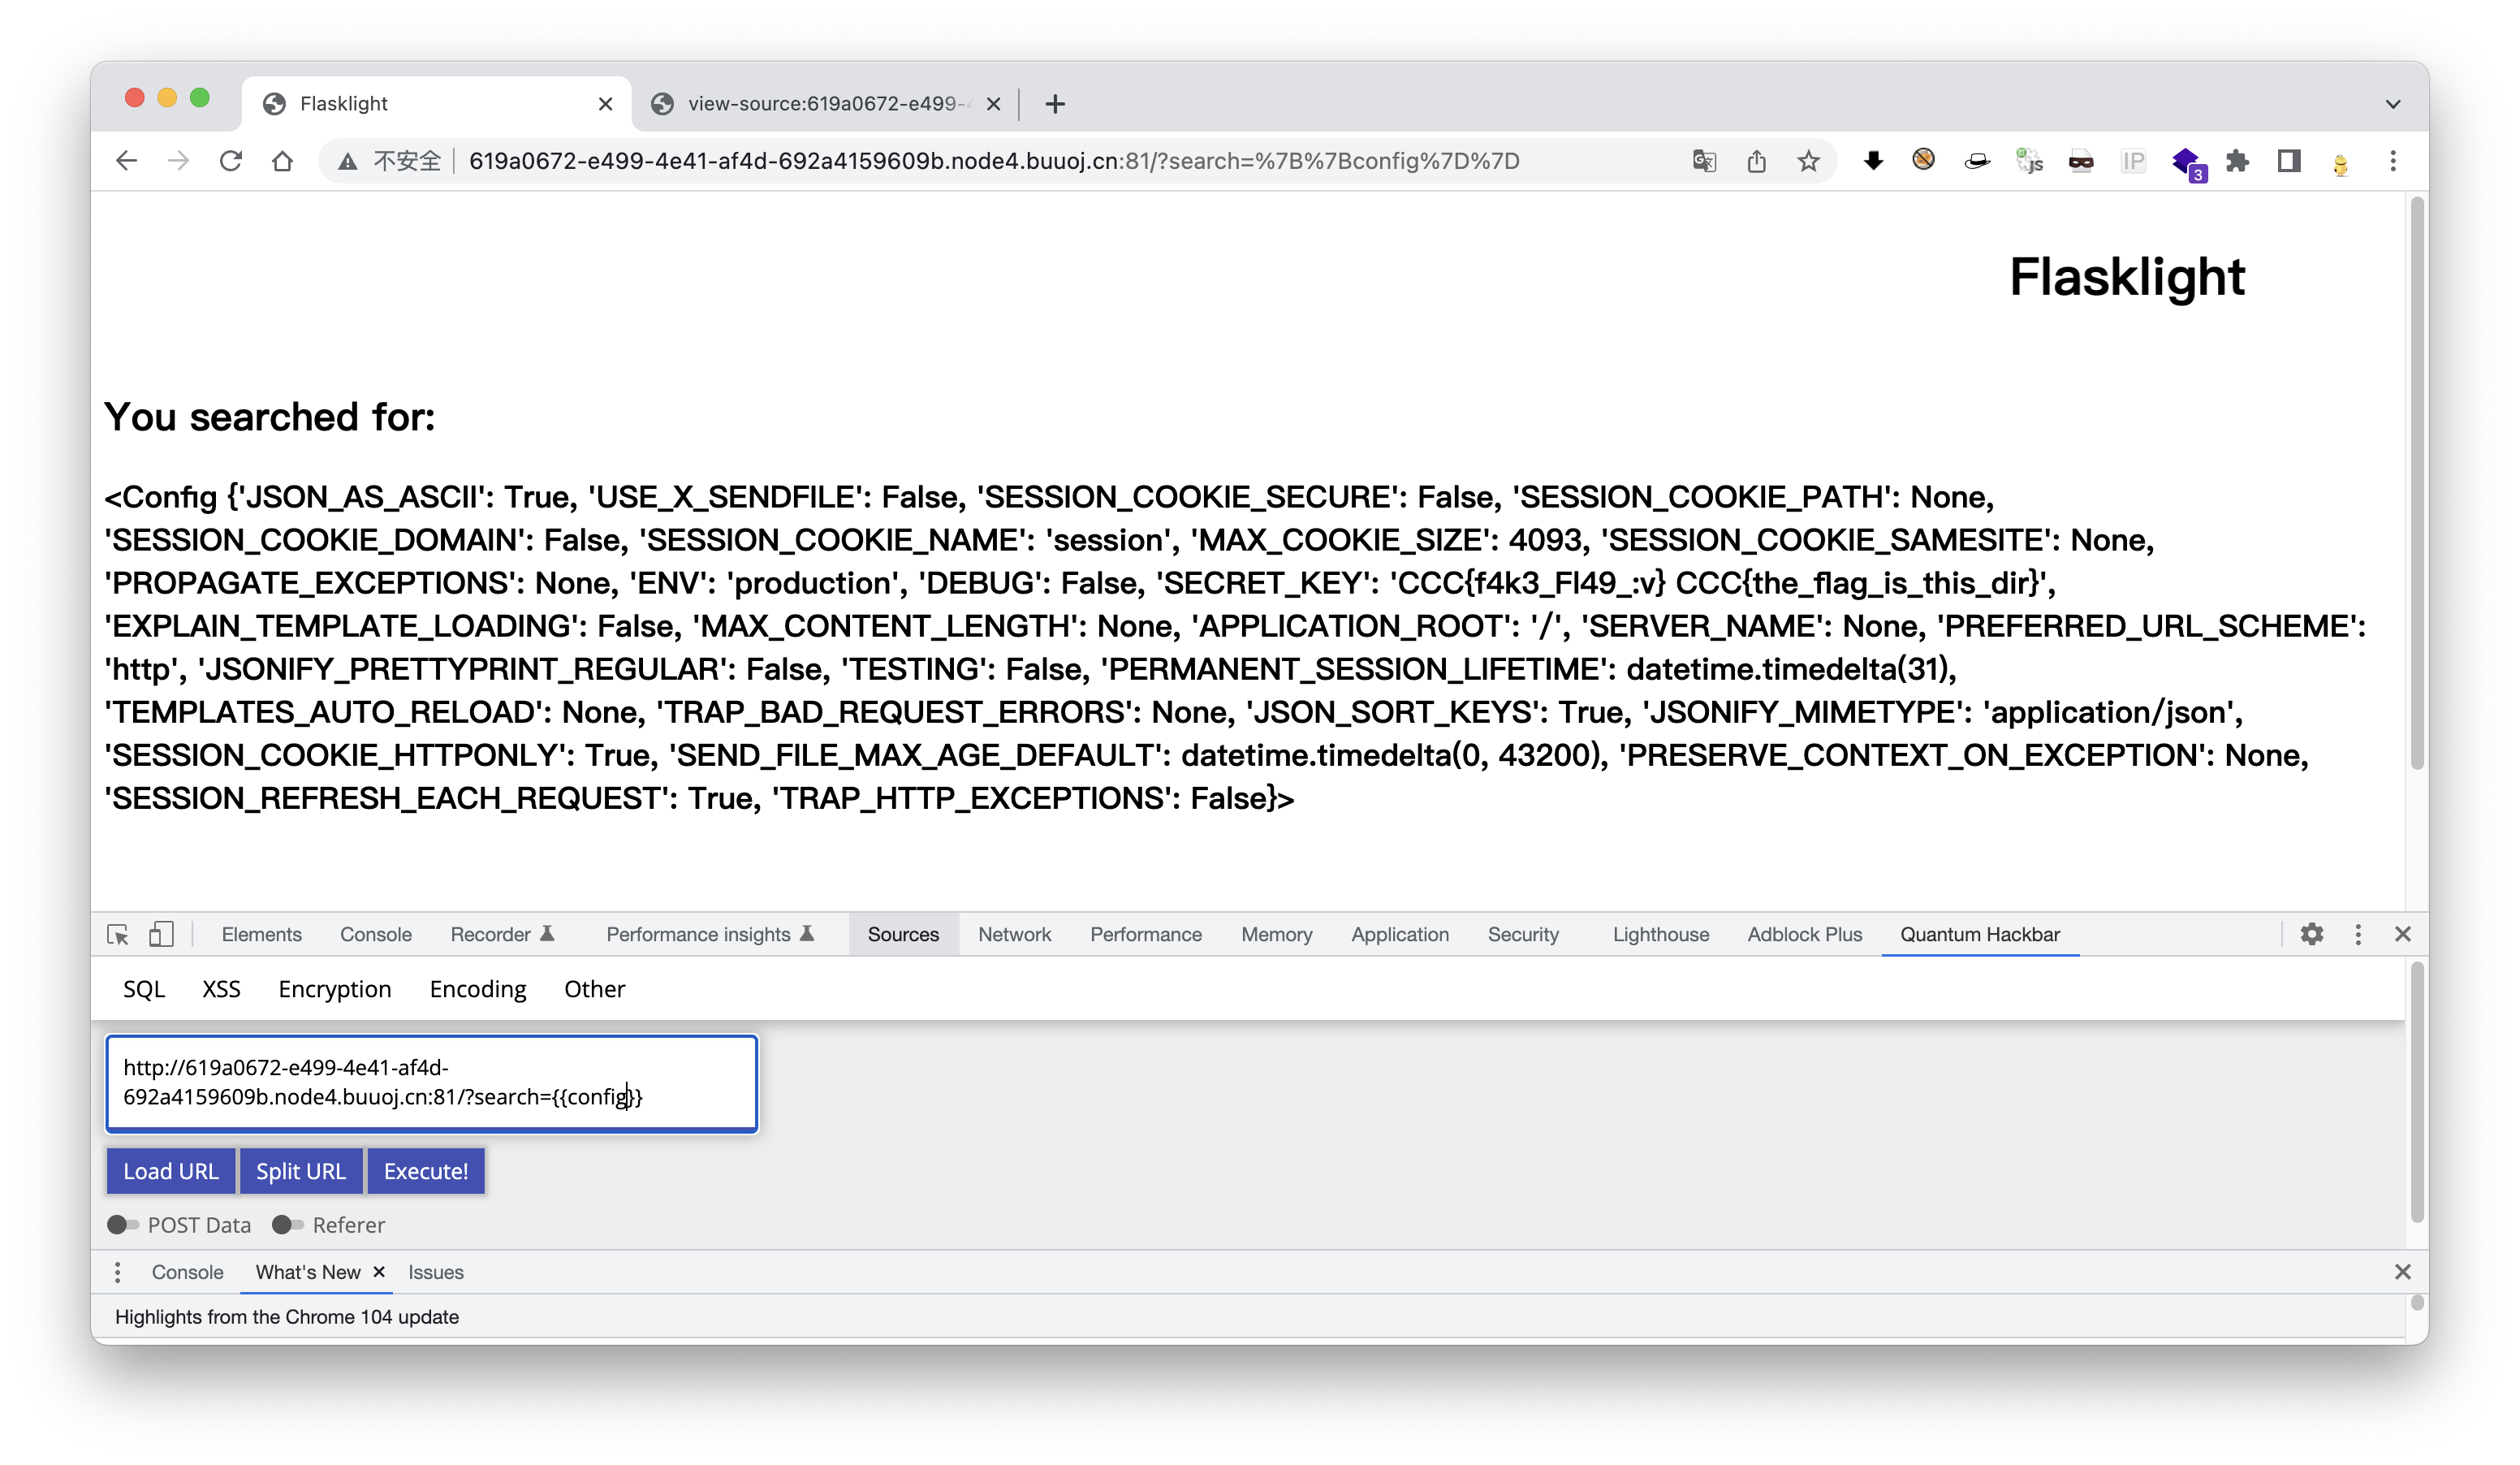 Flasklight
view-source:619a0672-e499-
不安全 619a0672-e499-4e41-af4d-692a4159609b.node4.buuoj.cn:81/?search=%7B%7Bconfig%7D%7D
JS
IP
3
Flasklight
You searched for:
<Config {'JSON_AS_ASCII': True, 'USE_X_SENDFILE': False, 'SESSION_COOKIE_SECURE': False, 'SESSION_COOKIE_PATH': None,
'SESSION_COOKIE_DOMAIN': False, 'SESSION_COOKIE_NAME': 'session', 'MAX_COOKIE_SIZE': 4093, 'SESSION_COOKIE_SAMESITE': None,
'PROPAGATE_EXCEPTIONS': None, 'ENV': 'production', 'DEBUG': False, 'SECRET_KEY': 'CCC{f4k3_Fl49_:v} CCC{the_flag_is_this_dir}',
'EXPLAIN_TEMPLATE_LOADING': False, 'MAX_CONTENT_LENGTH': None, 'APPLICATION_ROOT': '/', 'SERVER_NAME': None, 'PREFERRED_URL_SCHEME':
'http', 'JSONIFY_PRETTYPRINT_REGULAR': False, 'TESTING': False, 'PERMANENT_SESSION_LIFETIME': datetime.timedelta(31),
'TEMPLATES_AUTO_RELOAD': None, 'TRAP_BAD_REQUEST_ERRORS': None, 'JSON_SORT_KEYS': True, 'JSONIFY_MIMETYPE': 'application/json',
'SESSION_COOKIE_HTTPONLY': True, 'SEND_FILE_MAX_AGE_DEFAULT': datetime.timedelta(0, 43200), 'PRESERVE_CONTEXT_ON_EXCEPTION': None,
'SESSION_REFRESH_EACH_REQUEST': True, 'TRAP_HTTP_EXCEPTIONS': False}>
Elements Console Recorder Performance insights Sources Network Performance Memory Application Security Lighthouse Adblock Plus Quantum Hackbar
SQL XSS Encryption Encoding Other
http://619a0672-e499-4e41-af4d-
692a4159609b.node4.buuoj.cn:81/?search={{config}}
Load URL Split URL Execute!
POST Data Referer
Console What's New Issues
Highlights from the Chrome 104 update